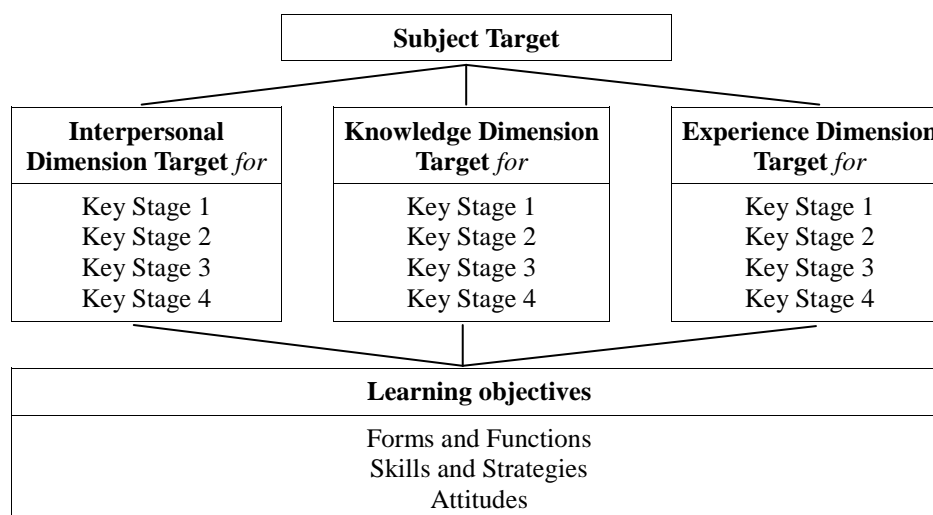 Subject Target
Interpersonal
Dimension Target for
Key Stage 1
Key Stage 2
Key Stage 3
Key Stage 4
Knowledge Dimension
Target for
Key Stage 1
Key Stage 2
Key Stage 3
Key Stage 4
Experience Dimension
Target for
Key Stage 1
Key Stage 2
Key Stage 3
Key Stage 4
Learning objectives
Forms and Functions
Skills and Strategies
Attitudes